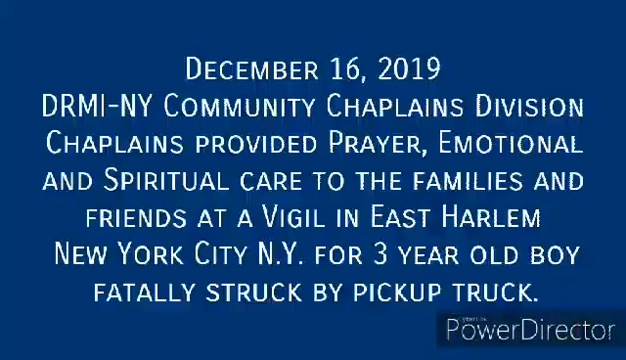 December 16, 2019
DRMI-NY Community Chaplains Division
Chaplains provided Prayer, Emotional
and Spiritual care to the families and
friends at a Vigil in East Harlem
New York City N.Y. for 3 year old boy
fatally struck by pickup truck.
PowerDirector